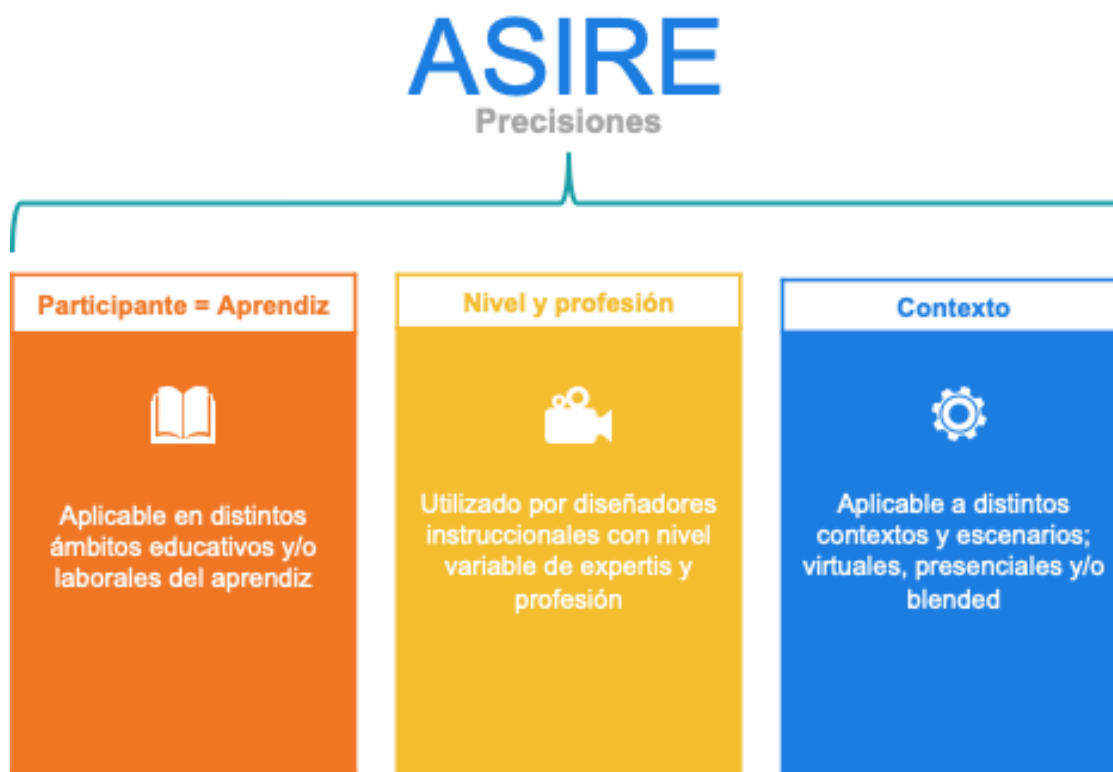 ASIRE
Precisiones
Participante = Aprendiz
Aplicable en distintos
ámbitos educativos y/o
laborales del aprendiz
Nivel y profesión
Utilizado por diseñadores
instruccionales con nivel
variable de expertis y
profesión
Contexto
Aplicable a distintos
contextos y escenarios;
virtuales, presenciales y/o
blended